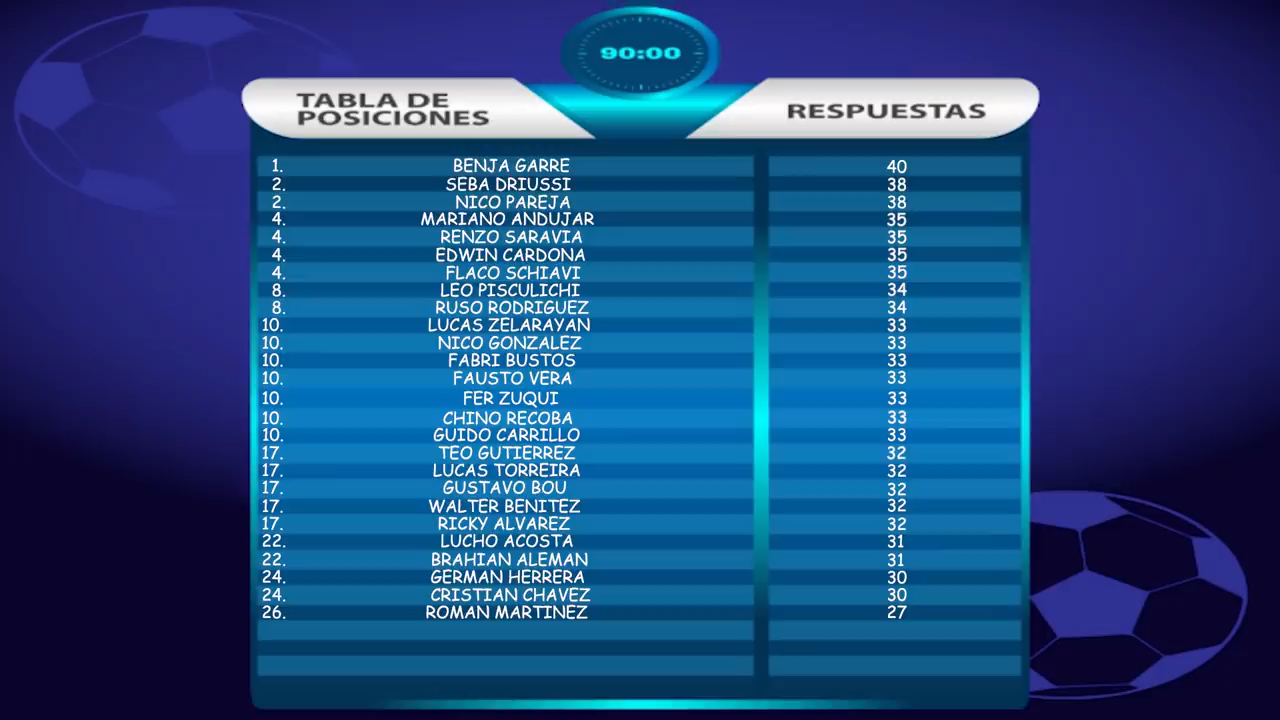 90:00
TABLA DE
POSICIONES
RESPUESTAS
1. BENJA GARRE 40
2. SEBA DRIUSSI 38
2. NICO PAREJA 38
4. MARIANO ANDUJAR 35
4. RENZO SARAVIA 35
4. EDWIN CARDONA 35
4. FLACO SCHIAVI 35
8. LEO PISCULICHI 34
8. RUSO RODRIGUEZ 34
10. LUCAS ZELARAYAN 33
10. NICO GONZALEZ 33
10. FABRI BUSTOS 33
10. FAUSTO VERA 33
10. FER ZUQUI 33
10. CHINO RECOBA 33
10. GUIDO CARRILLO 33
17. TEO GUTIERREZ 32
17. LUCAS TORREIRA 32
17. GUSTAVO BOU 32
17. WALTER BENITEZ 32
17. RICKY ALVAREZ 32
22. LUCHO ACOSTA 31
22. BRAHIAN ALEMAN 31
24. GERMAN HERRERA 30
24. CRISTIAN CHAVEZ 30
26. ROMAN MARTINEZ 27